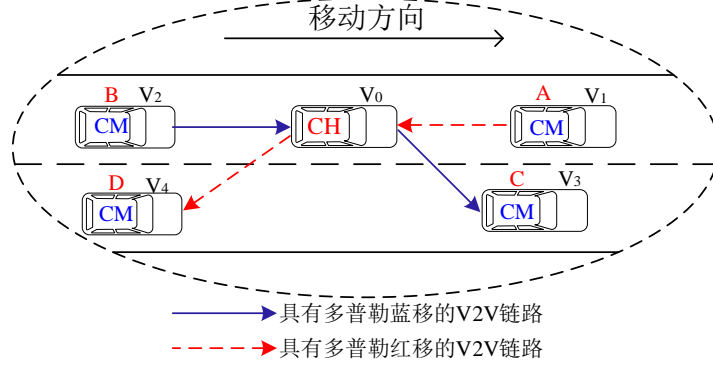 移动方向
B V2 V0 A V1
CM CH CM
D V4 C V3
CM CM
具有多普勒蓝移的V2V链路
具有多普勒红移的V2V链路